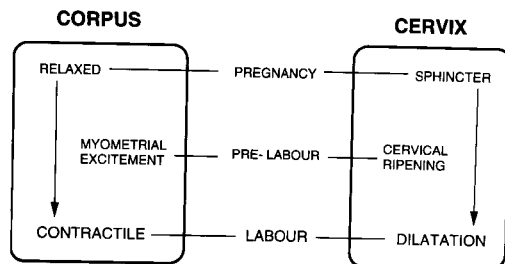 CORPUS
CERVIX
RELAXED
PREGNANCY
SPHINCTER
MYOMETRIAL
EXCITEMENT
PRE-LABOUR
CERVICAL
RIPENING
CONTRACTILE
LABOUR
DILATATION